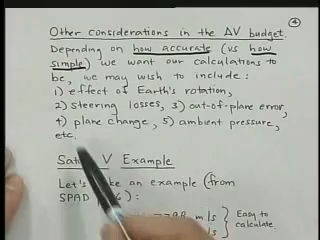 ④
Other considerations in the ΔV budget.
Depending on how accurate (vs how
simple) we want our calculations to
be, we may wish to include:
1) effect of Earth's rotation,
2) steering losses, 3) out-of-plane error,
4) plane change, 5) ambient pressure,
etc.
V Example
Let's an example (from
SPAD
m/s } Easy to
/s calculate.